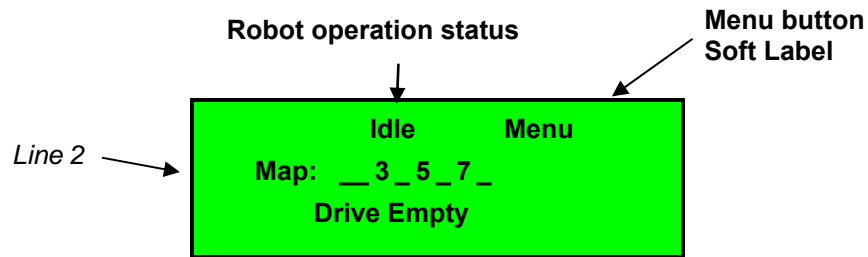 Robot operation status
Menu button
Soft Label
Idle Menu
Line 2
Map: __ 3 _ 5 _ 7 _
Drive Empty